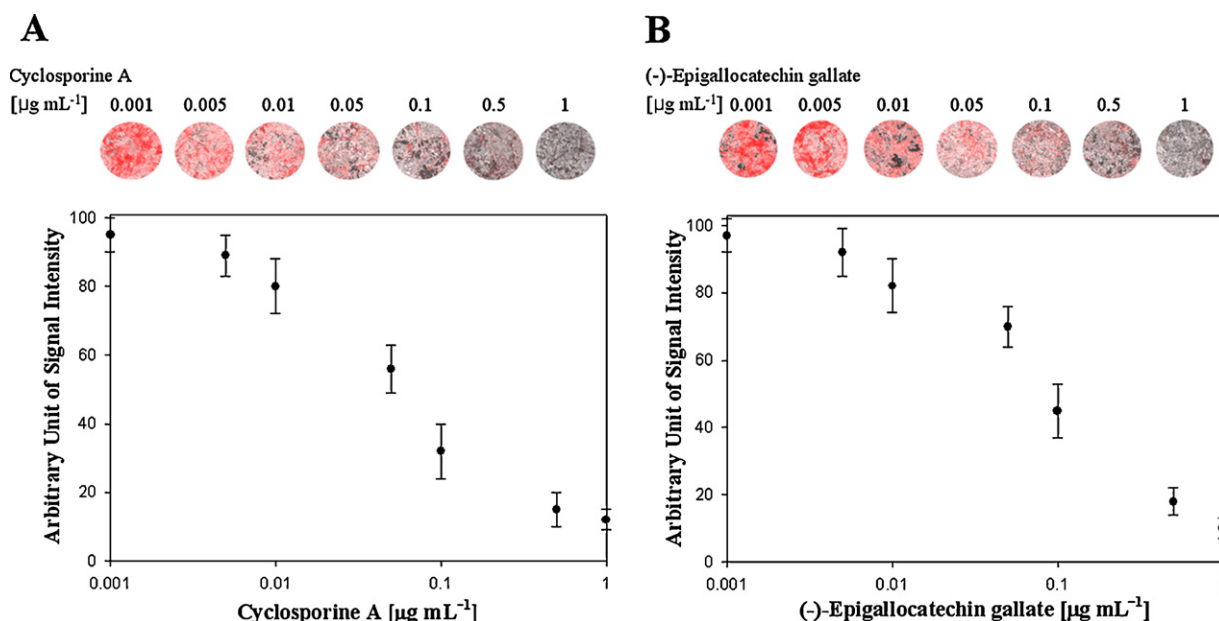 A
Cyclosporine A
[µg mL⁻¹] 0.001 0.005 0.01 0.05 0.1 0.5 1
Arbitrary Unit of Signal Intensity
100
80
60
40
20
0
0.001 0.01 0.1 1
Cyclosporine A [µg mL⁻¹]
B
(-)-Epigallocatechin gallate
[µg mL⁻¹] 0.001 0.005 0.01 0.05 0.1 0.5 1
Arbitrary Unit of Signal Intensity
100
80
60
40
20
0
0.001 0.01 0.1 1
(-)-Epigallocatechin gallate [µg mL⁻¹]